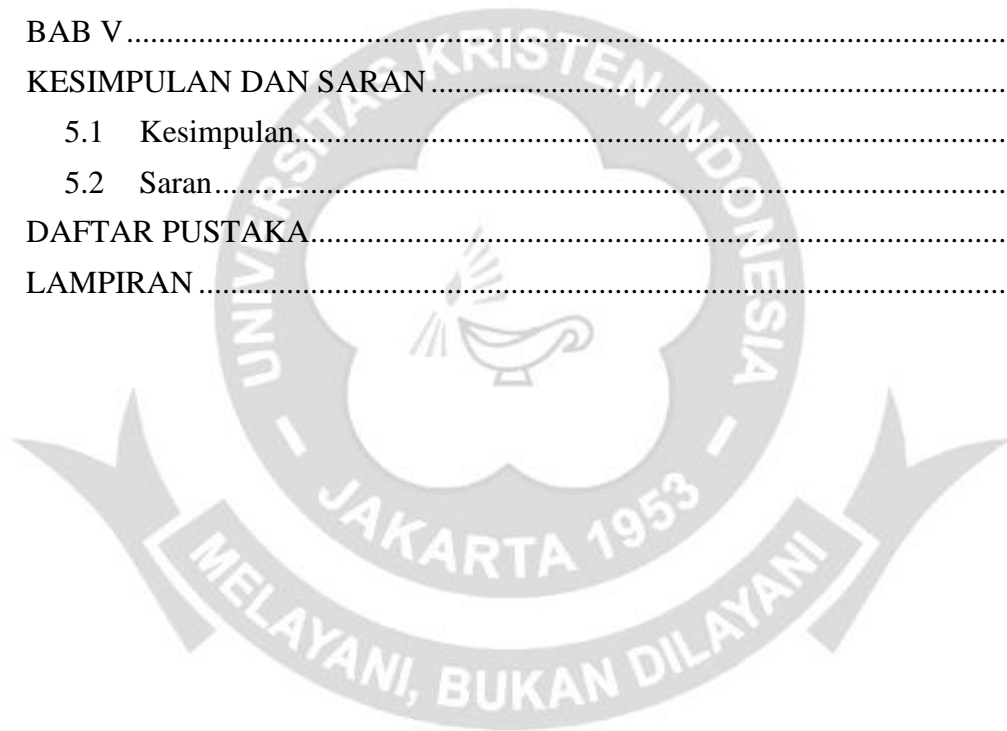 BAB V................................................................................................................
KESIMPULAN DAN SARAN..........................................................................
5.1 Kesimpulan...........................................................................................
5.2 Saran.....................................................................................................
DAFTAR PUSTAKA........................................................................................
LAMPIRAN......................................................................................................
UNIVERSITAS KRISTEN INDONESIA
- JAKARTA 1953 -
MELAYANI, BUKAN DILAYANI